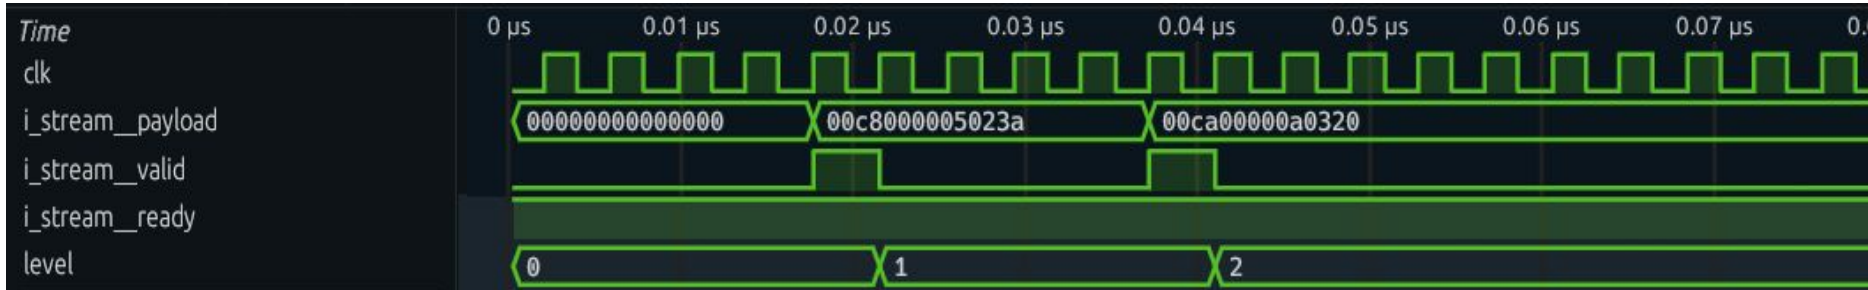 Time 0 μs 0.01 μs 0.02 μs 0.03 μs 0.04 μs 0.05 μs 0.06 μs 0.07 μs 0.
clk
i_stream__payload 00000000000000 00c8000005023a 00ca00000a0320
i_stream__valid
i_stream__ready
level 0 1 2